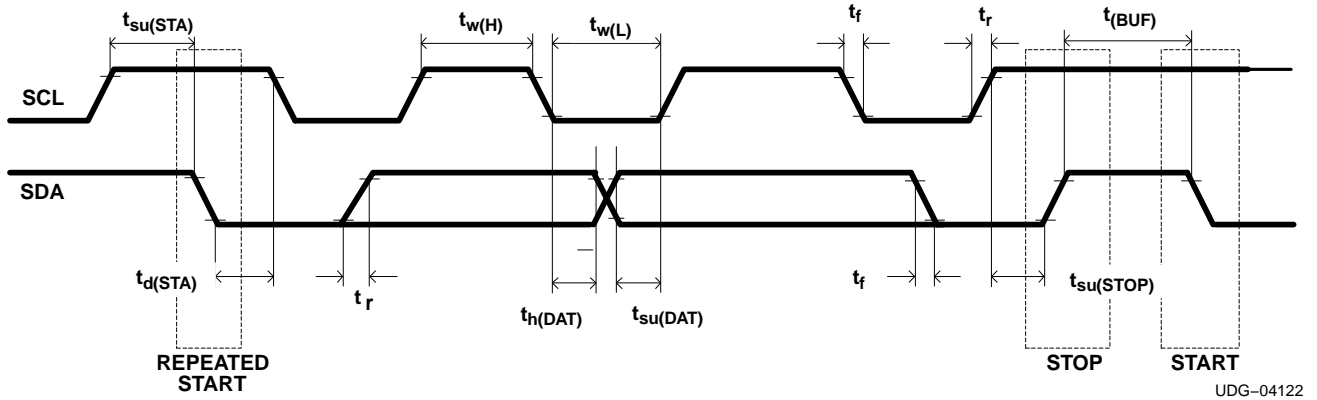 tsu(STA)
tw(H)
tw(L)
tf
tr
t(BUF)
SCL
SDA
td(STA)
tr
th(DAT)
tsu(DAT)
tf
tsu(STOP)
REPEATED
START
STOP
START
UDG–04122